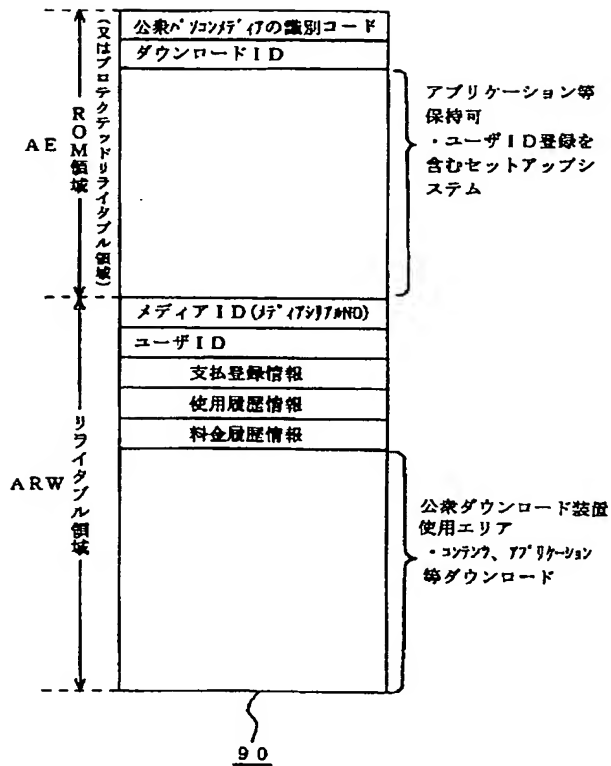 公衆パソコンメディアの識別コード
ダウンロードID
AE
ROM領域
(又はプロテクテッドリライタブル領域)
アプリケーション等
保持可
・ユーザID登録を
含むセットアップシ
ステム
メディアID(メディアシリアルNO)
ユーザID
支払登録情報
使用履歴情報
料金履歴情報
ARW
リライタブル領域
公衆ダウンロード装置
使用エリア
・コンテンツ、アプリケーション
等ダウンロード
90